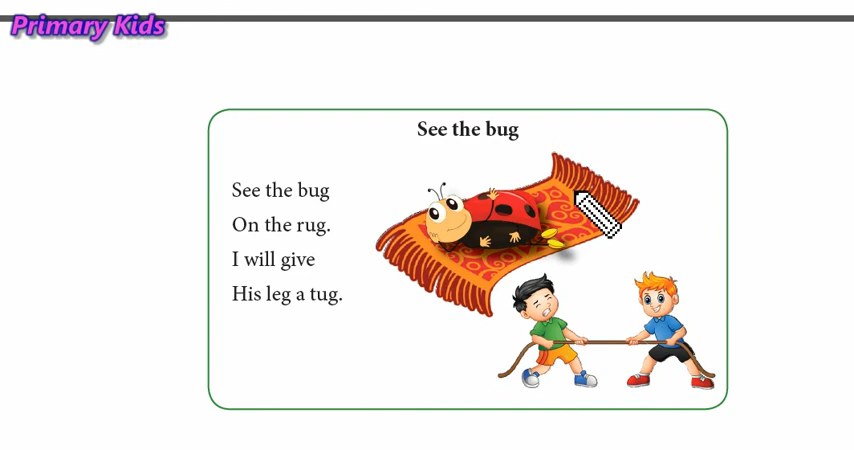 Primary Kids
See the bug
See the bug
On the rug.
I will give
His leg a tug.